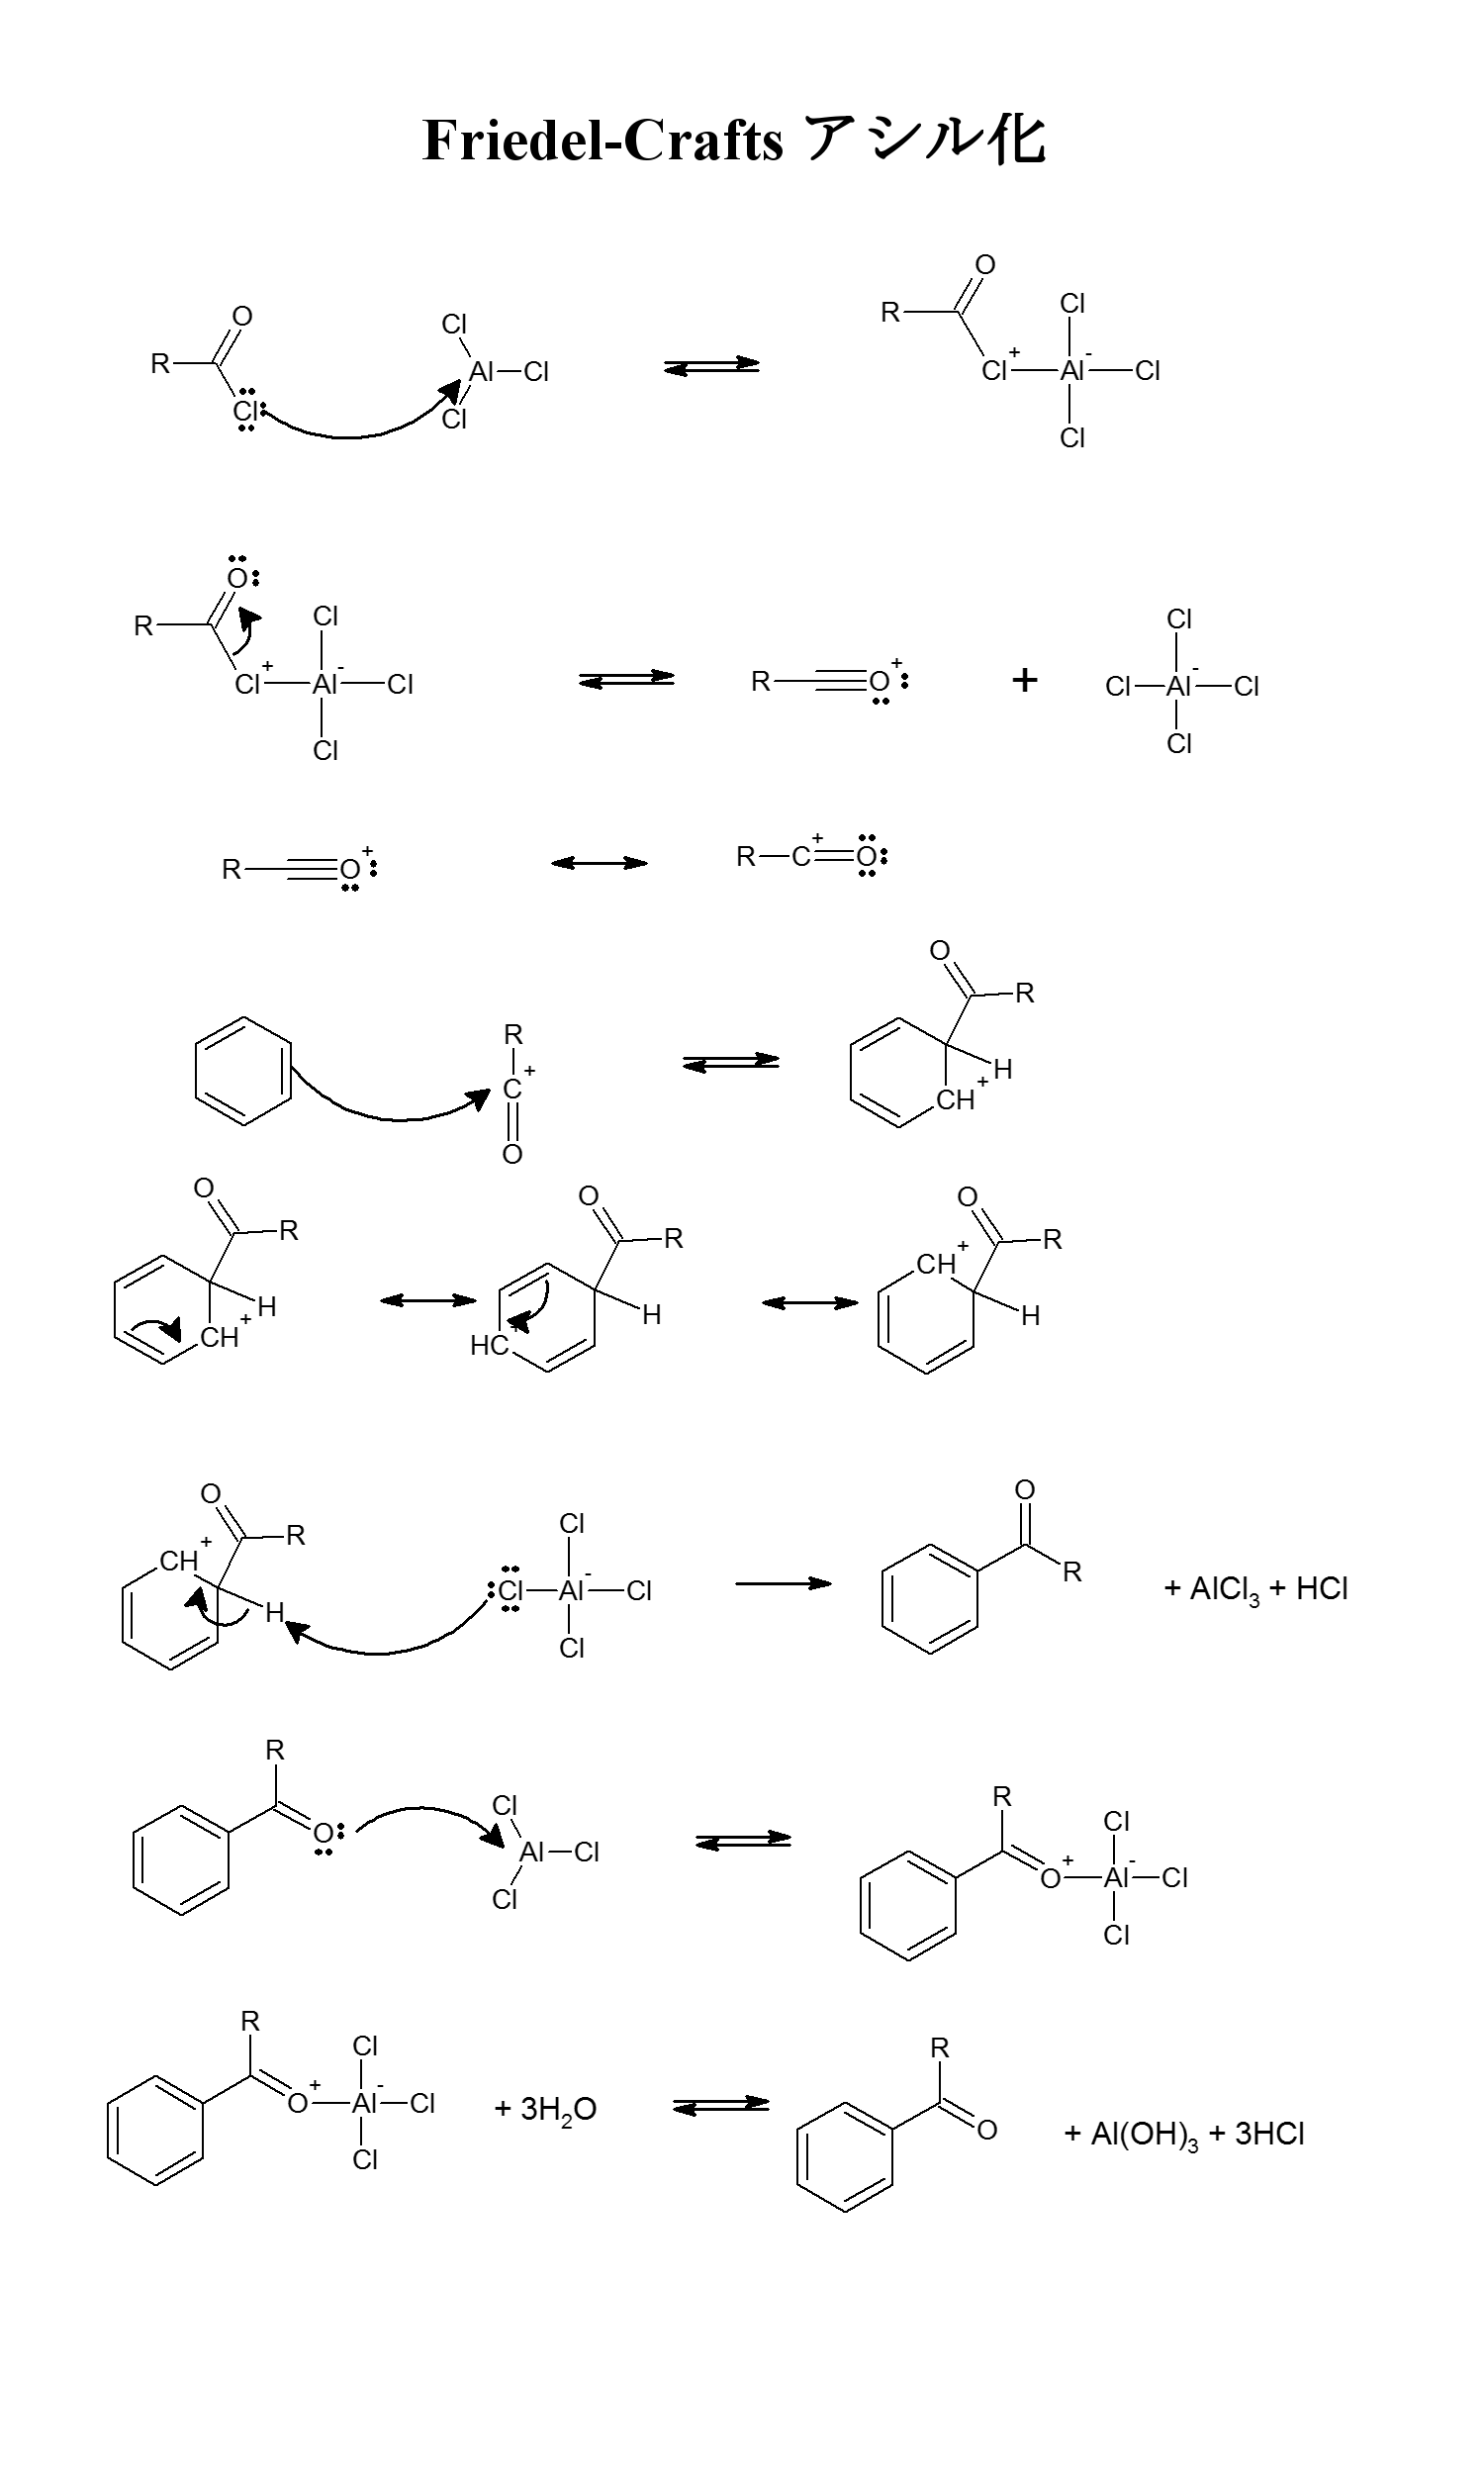 Friedel-Crafts アシル化
O
R
Cl
Cl
Al
Cl
Cl
O
R
Cl
Cl+
Al-
Cl
Cl
O
R
Cl
Cl+
Al-
Cl
Cl
R
O+
+
Cl
Cl
Al-
Cl
Cl
R
O+
R
C+
O
R
C+
O
O
R
H
CH+
O
R
H
CH+
O
R
H
HC+
O
R
CH+
H
O
R
CH+
H
Cl
Cl
Al-
Cl
Cl
O
R
+ AlCl3 + HCl
R
O
Cl
Al
Cl
Cl
R
O+
Cl
Al-
Cl
Cl
R
O+
Cl
Al-
Cl
Cl
+ 3H2O
R
O
+ Al(OH)3 + 3HCl